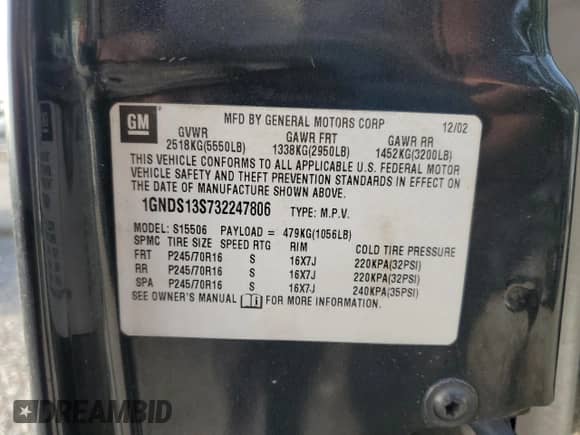 GM
MFD BY GENERAL MOTORS CORP 12/02
GVWR GAWR FRT GAWR RR
2518KG(5550LB) 1338KG(2950LB) 1452KG(3200LB)
THIS VEHICLE CONFORMS TO ALL APPLICABLE U.S. FEDERAL MOTOR
VEHICLE SAFETY AND THEFT PREVENTION STANDARDS IN EFFECT ON
THE DATE OF MANUFACTURE SHOWN ABOVE.
1GNDS13S732247806 TYPE: M.P.V.
MODEL: S15506 PAYLOAD = 479KG(1056LB)
SPMC TIRE SIZE SPEED RTG RIM COLD TIRE PRESSURE
FRT P245/70R16 S 16X7J 220KPA(32PSI)
RR P245/70R16 S 16X7J 220KPA(32PSI)
SPA P245/70R16 S 16X7J 240KPA(35PSI)
SEE OWNER'S MANUAL FOR MORE INFORMATION.
DREAMBID